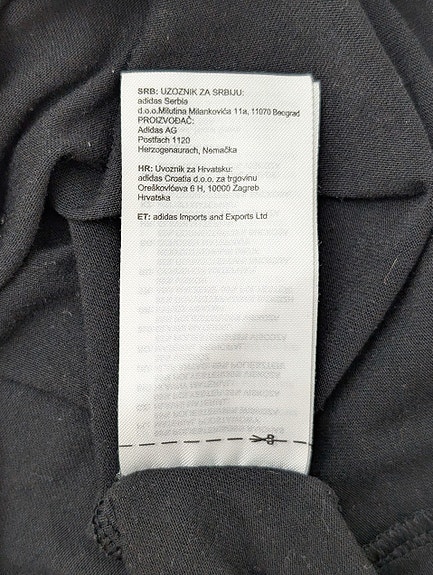 SRB: UZOZNIK ZA SRBIJU:
adidas Serbia
d.o.o.Milutina Milankovića 11a, 11070 Beograd
PROIZVOĐAČ:
Adidas AG
Postfach 1120
Herzogenaurach, Nemačka
HR: Uvoznik za Hrvatsku:
adidas Croatia d.o.o. za trgovinu
Oreškovićeva 6 H, 10000 Zagreb
Hrvatska
ET: adidas Imports and Exports Ltd